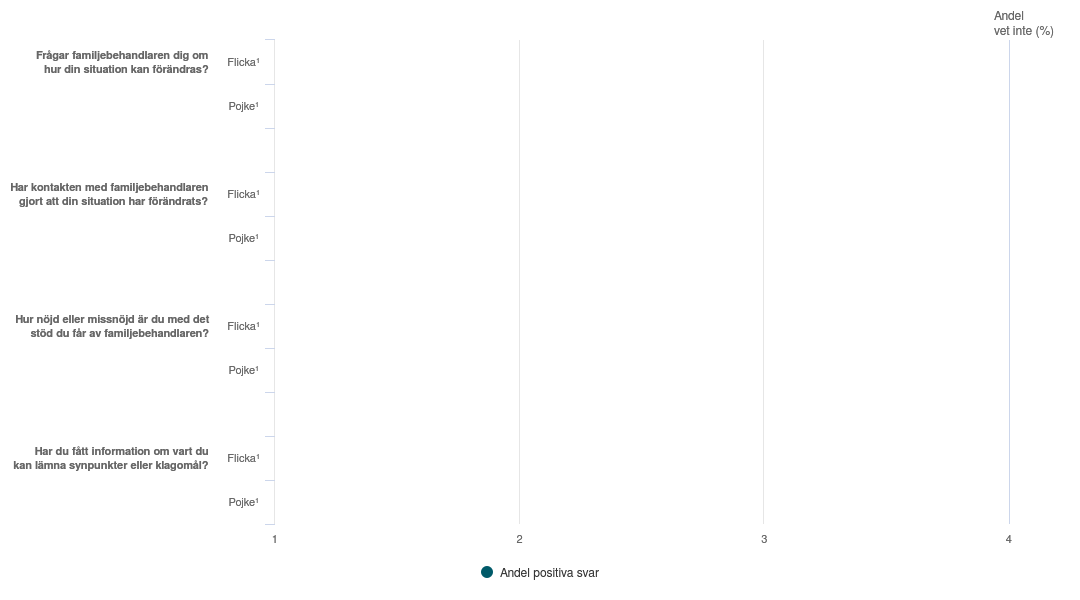 Andel
vet inte (%)
Frågar familjebehandlaren dig om
hur din situation kan förändras?
Flicka¹
Pojke¹
Har kontakten med familjebehandlaren
gjort att din situation har förändrats?
Flicka¹
Pojke¹
Hur nöjd eller missnöjd är du med det
stöd du får av familjebehandlaren?
Flicka¹
Pojke¹
Har du fått information om vart du
kan lämna synpunkter eller klagomål?
Flicka¹
Pojke¹
1 2 3 4
Andel positiva svar